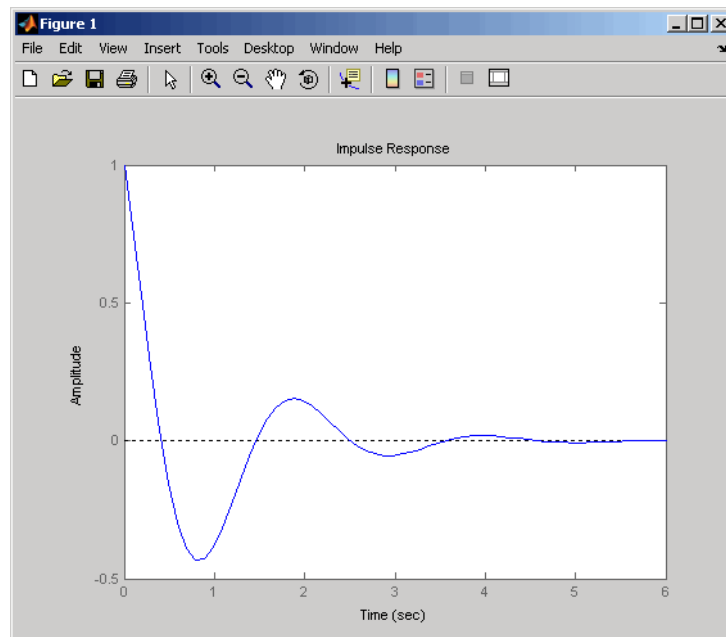 Figure 1
File Edit View Insert Tools Desktop Window Help
Impulse Response
1
0.5
0
-0.5
Amplitude
0 1 2 3 4 5 6
Time (sec)